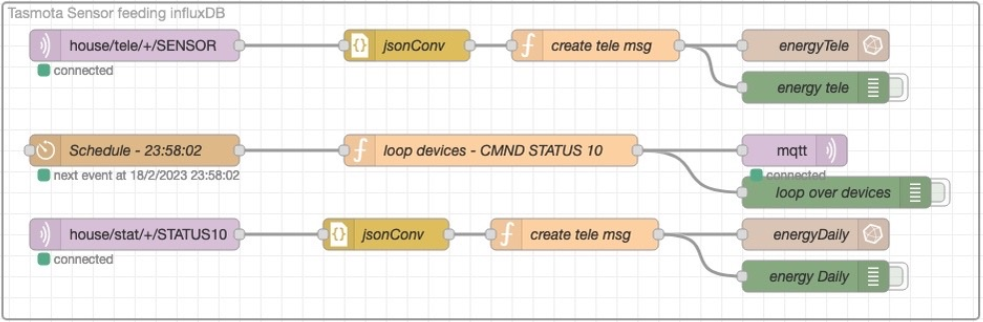 Tasmota Sensor feeding influxDB
house/tele/+/SENSOR
jsonConv
create tele msg
energyTele
connected
energy tele
Schedule - 23:58:02
loop devices - CMND STATUS 10
mqtt
next event at 18/2/2023 23:58:02
connected
loop over devices
house/stat/+/STATUS10
jsonConv
create tele msg
energyDaily
connected
energy Daily